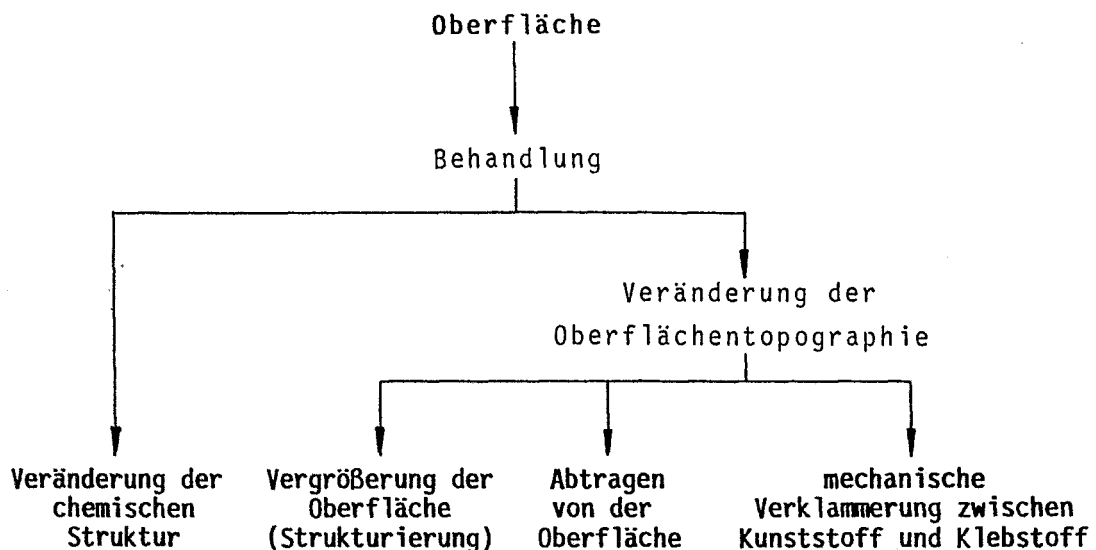 Oberfläche
Behandlung
Veränderung der
Oberflächentopographie
Veränderung der
chemischen
Struktur
Vergrößerung der
Oberfläche
(Strukturierung)
Abtragen
von der
Oberfläche
mechanische
Verklammerung zwischen
Kunststoff und Klebstoff